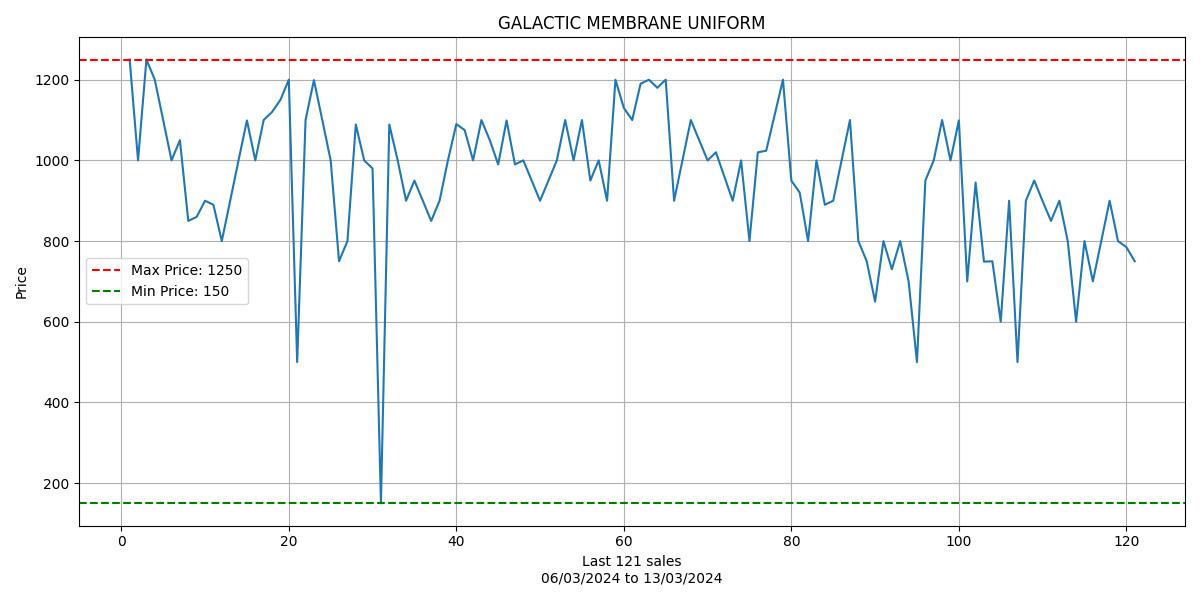 GALACTIC MEMBRANE UNIFORM
Price
1200
1000
800
600
400
200
Max Price: 1250
Min Price: 150
0 20 40 60 80 100 120
Last 121 sales
06/03/2024 to 13/03/2024